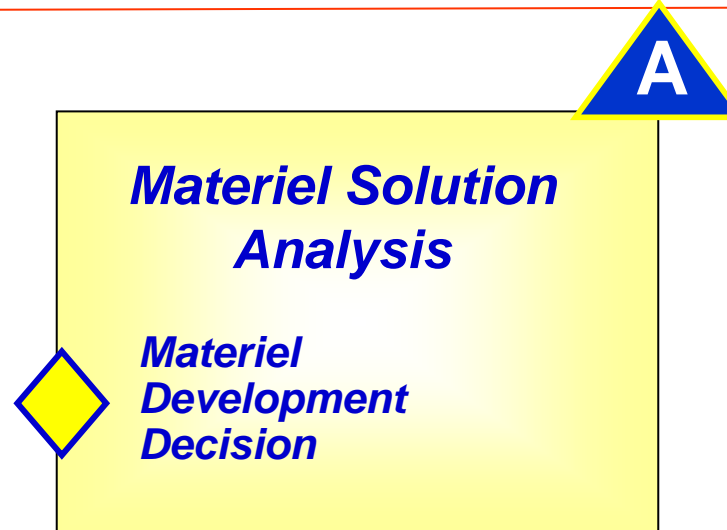 A
Materiel Solution
Analysis
Materiel
Development
Decision